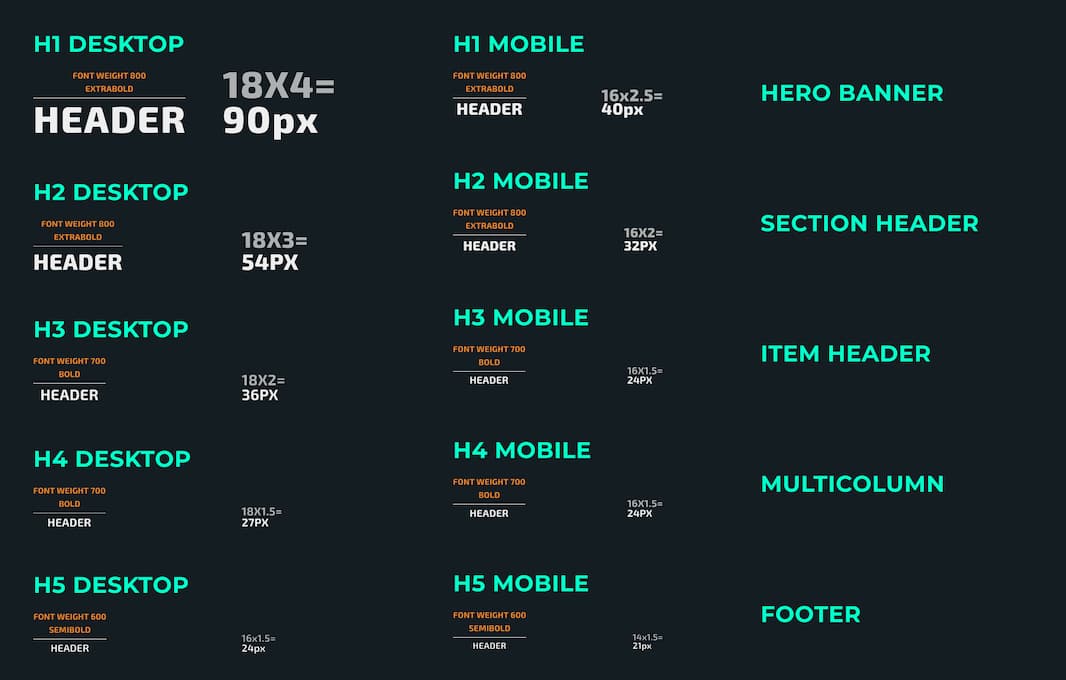 H1 DESKTOP
FONT WEIGHT 800
EXTRABOLD
HEADER
18X4=
90px
H1 MOBILE
FONT WEIGHT 800
EXTRABOLD
HEADER
16x2.5=
40px
HERO BANNER
H2 DESKTOP
FONT WEIGHT 800
EXTRABOLD
HEADER
18X3=
54PX
H2 MOBILE
FONT WEIGHT 800
EXTRABOLD
HEADER
16X2=
32PX
SECTION HEADER
H3 DESKTOP
FONT WEIGHT 700
BOLD
HEADER
18X2=
36PX
H3 MOBILE
FONT WEIGHT 700
BOLD
HEADER
16X1.5=
24PX
ITEM HEADER
H4 DESKTOP
FONT WEIGHT 700
BOLD
HEADER
18X1.5=
27PX
H4 MOBILE
FONT WEIGHT 700
BOLD
HEADER
16X1.5=
24PX
MULTICOLUMN
H5 DESKTOP
FONT WEIGHT 600
SEMIBOLD
HEADER
16x1.5=
24px
H5 MOBILE
FONT WEIGHT 600
SEMIBOLD
HEADER
14x1.5=
21px
FOOTER